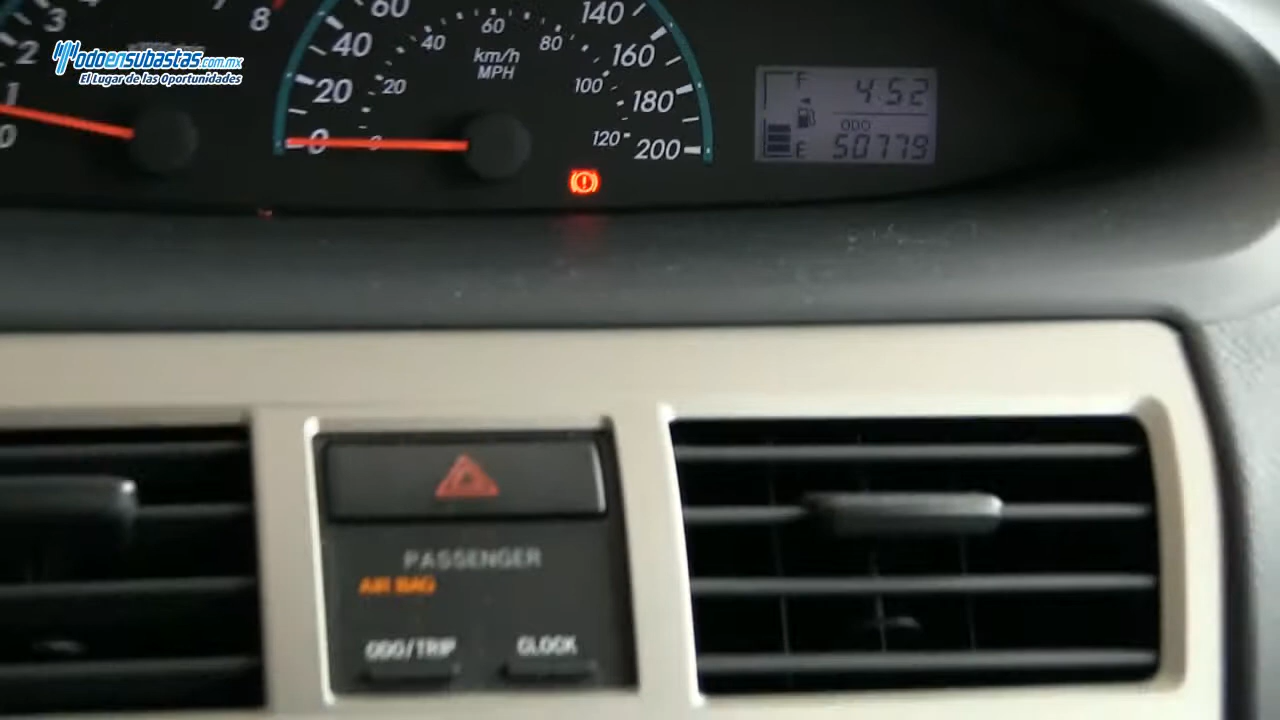 TodoenSubastas.com.mx
El Lugar de las Oportunidades
0 1 2 3 8
0 20 40 60 140 160 180 200
20 40 60 80 100 120
km/h
MPH
F
4:52
ODO
E 50779
PASSENGER
AIR BAG
ODO/TRIP CLOCK